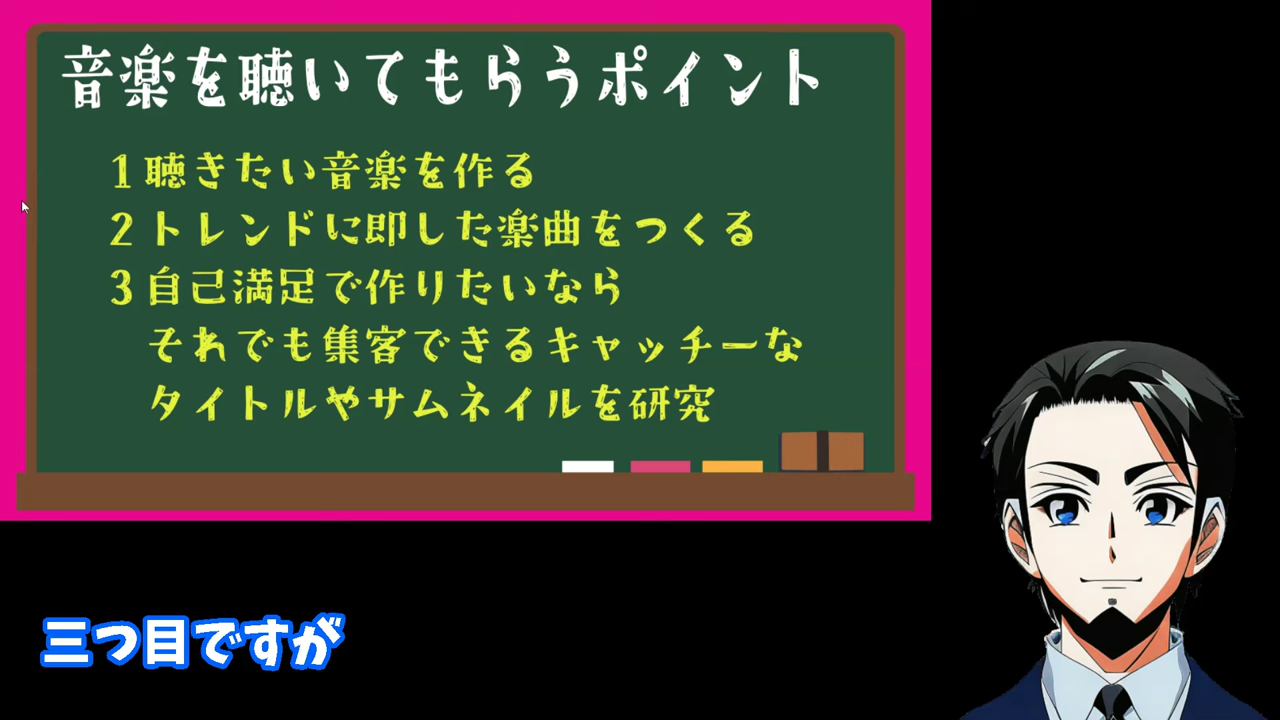 音楽を聴いてもらうポイント
1 聴きたい音楽を作る
2 トレンドに即した楽曲をつくる
3 自己満足で作りたいなら
それでも集客できるキャッチーな
タイトルやサムネイルを研究
三つ目ですが